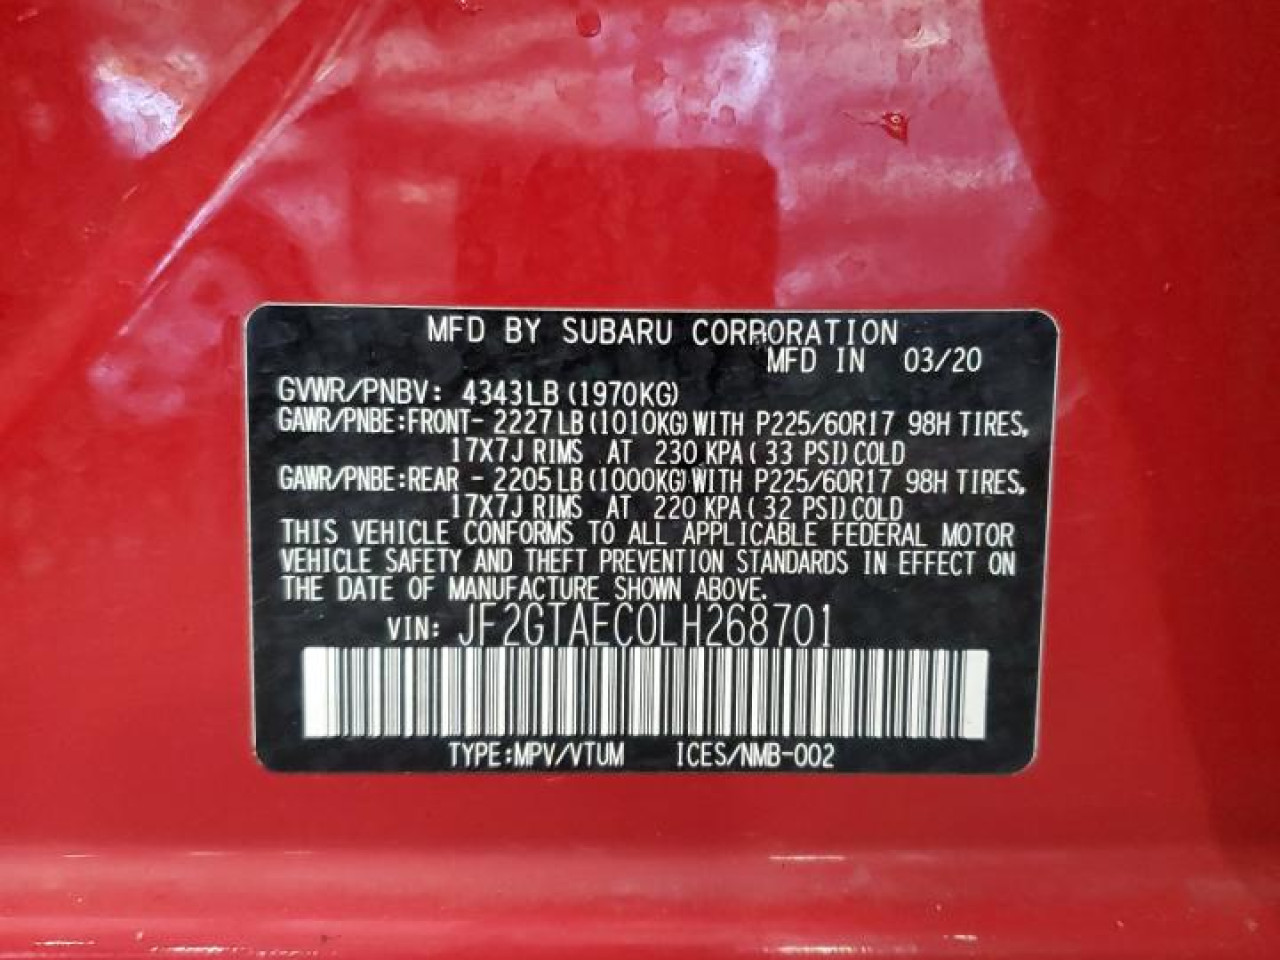 MFD BY SUBARU CORPORATION
MFD IN 03/20
GVWR/PNBV: 4343LB (1970KG)
GAWR/PNBE:FRONT- 2227LB (1010KG) WITH P225/60R17 98H TIRES,
17X7J RIMS AT 230 KPA ( 33 PSI) COLD
GAWR/PNBE:REAR - 2205LB (1000KG) WITH P225/60R17 98H TIRES,
17X7J RIMS AT 220 KPA ( 32 PSI) COLD
THIS VEHICLE CONFORMS TO ALL APPLICABLE FEDERAL MOTOR
VEHICLE SAFETY AND THEFT PREVENTION STANDARDS IN EFFECT ON
THE DATE OF MANUFACTURE SHOWN ABOVE.
VIN: JF2GTAEC0LH268701
TYPE:MPV/VTUM ICES/NMB-002